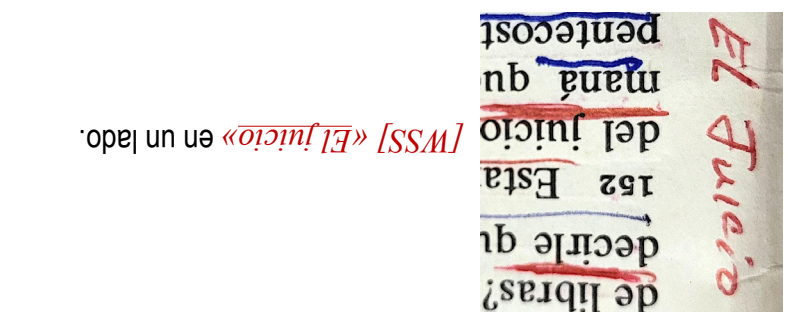 El Juicio
de libras?
decirle qu
152 Esta
del juicio
maná qu
pentecost
[WSS] «El juicio» en un lado.